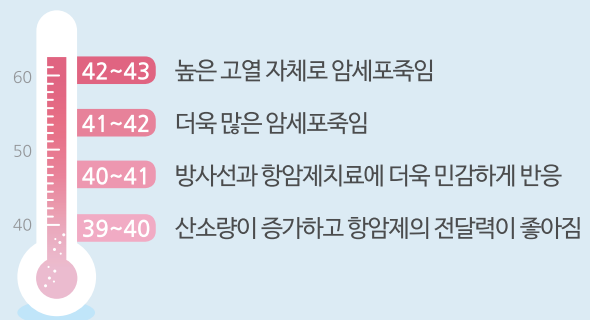 60
42~43 높은 고열 자체로 암세포죽임
41~42 더욱 많은 암세포죽임
50
40~41 방사선과 항암제치료에 더욱 민감하게 반응
40
39~40 산소량이 증가하고 항암제의 전달력이 좋아짐